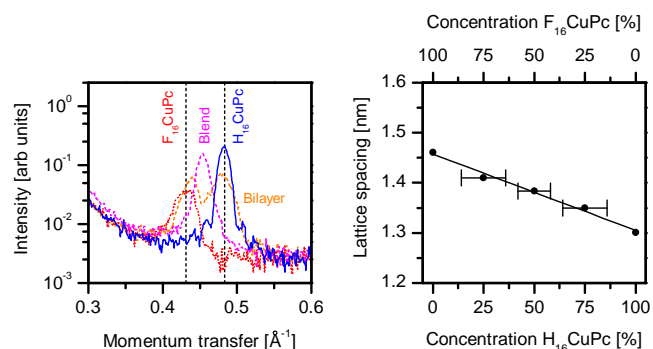 Intensity [arb units]
10⁰
10⁻¹
10⁻²
10⁻³
F₁₆CuPc
Blend
H₁₆CuPc
Bilayer
0.3 0.4 0.5 0.6
Momentum transfer [Å⁻¹]
Concentration F₁₆CuPc [%]
100 75 50 25 0
Lattice spacing [nm]
1.6
1.5
1.4
1.3
1.2
0 25 50 75 100
Concentration H₁₆CuPc [%]